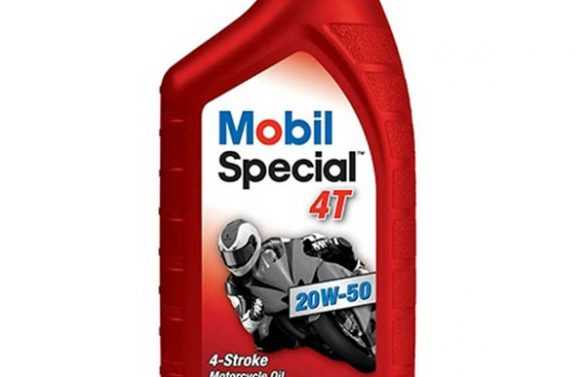 Mobil
Special™
4T
20W-50
4-Stroke
Motorcycle Oil